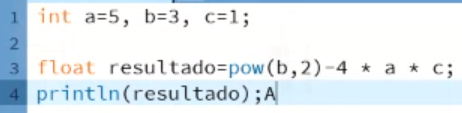 1 int a=5, b=3, c=1;
2
3 float resultado=pow(b,2)-4 * a * c;
4 println(resultado);A